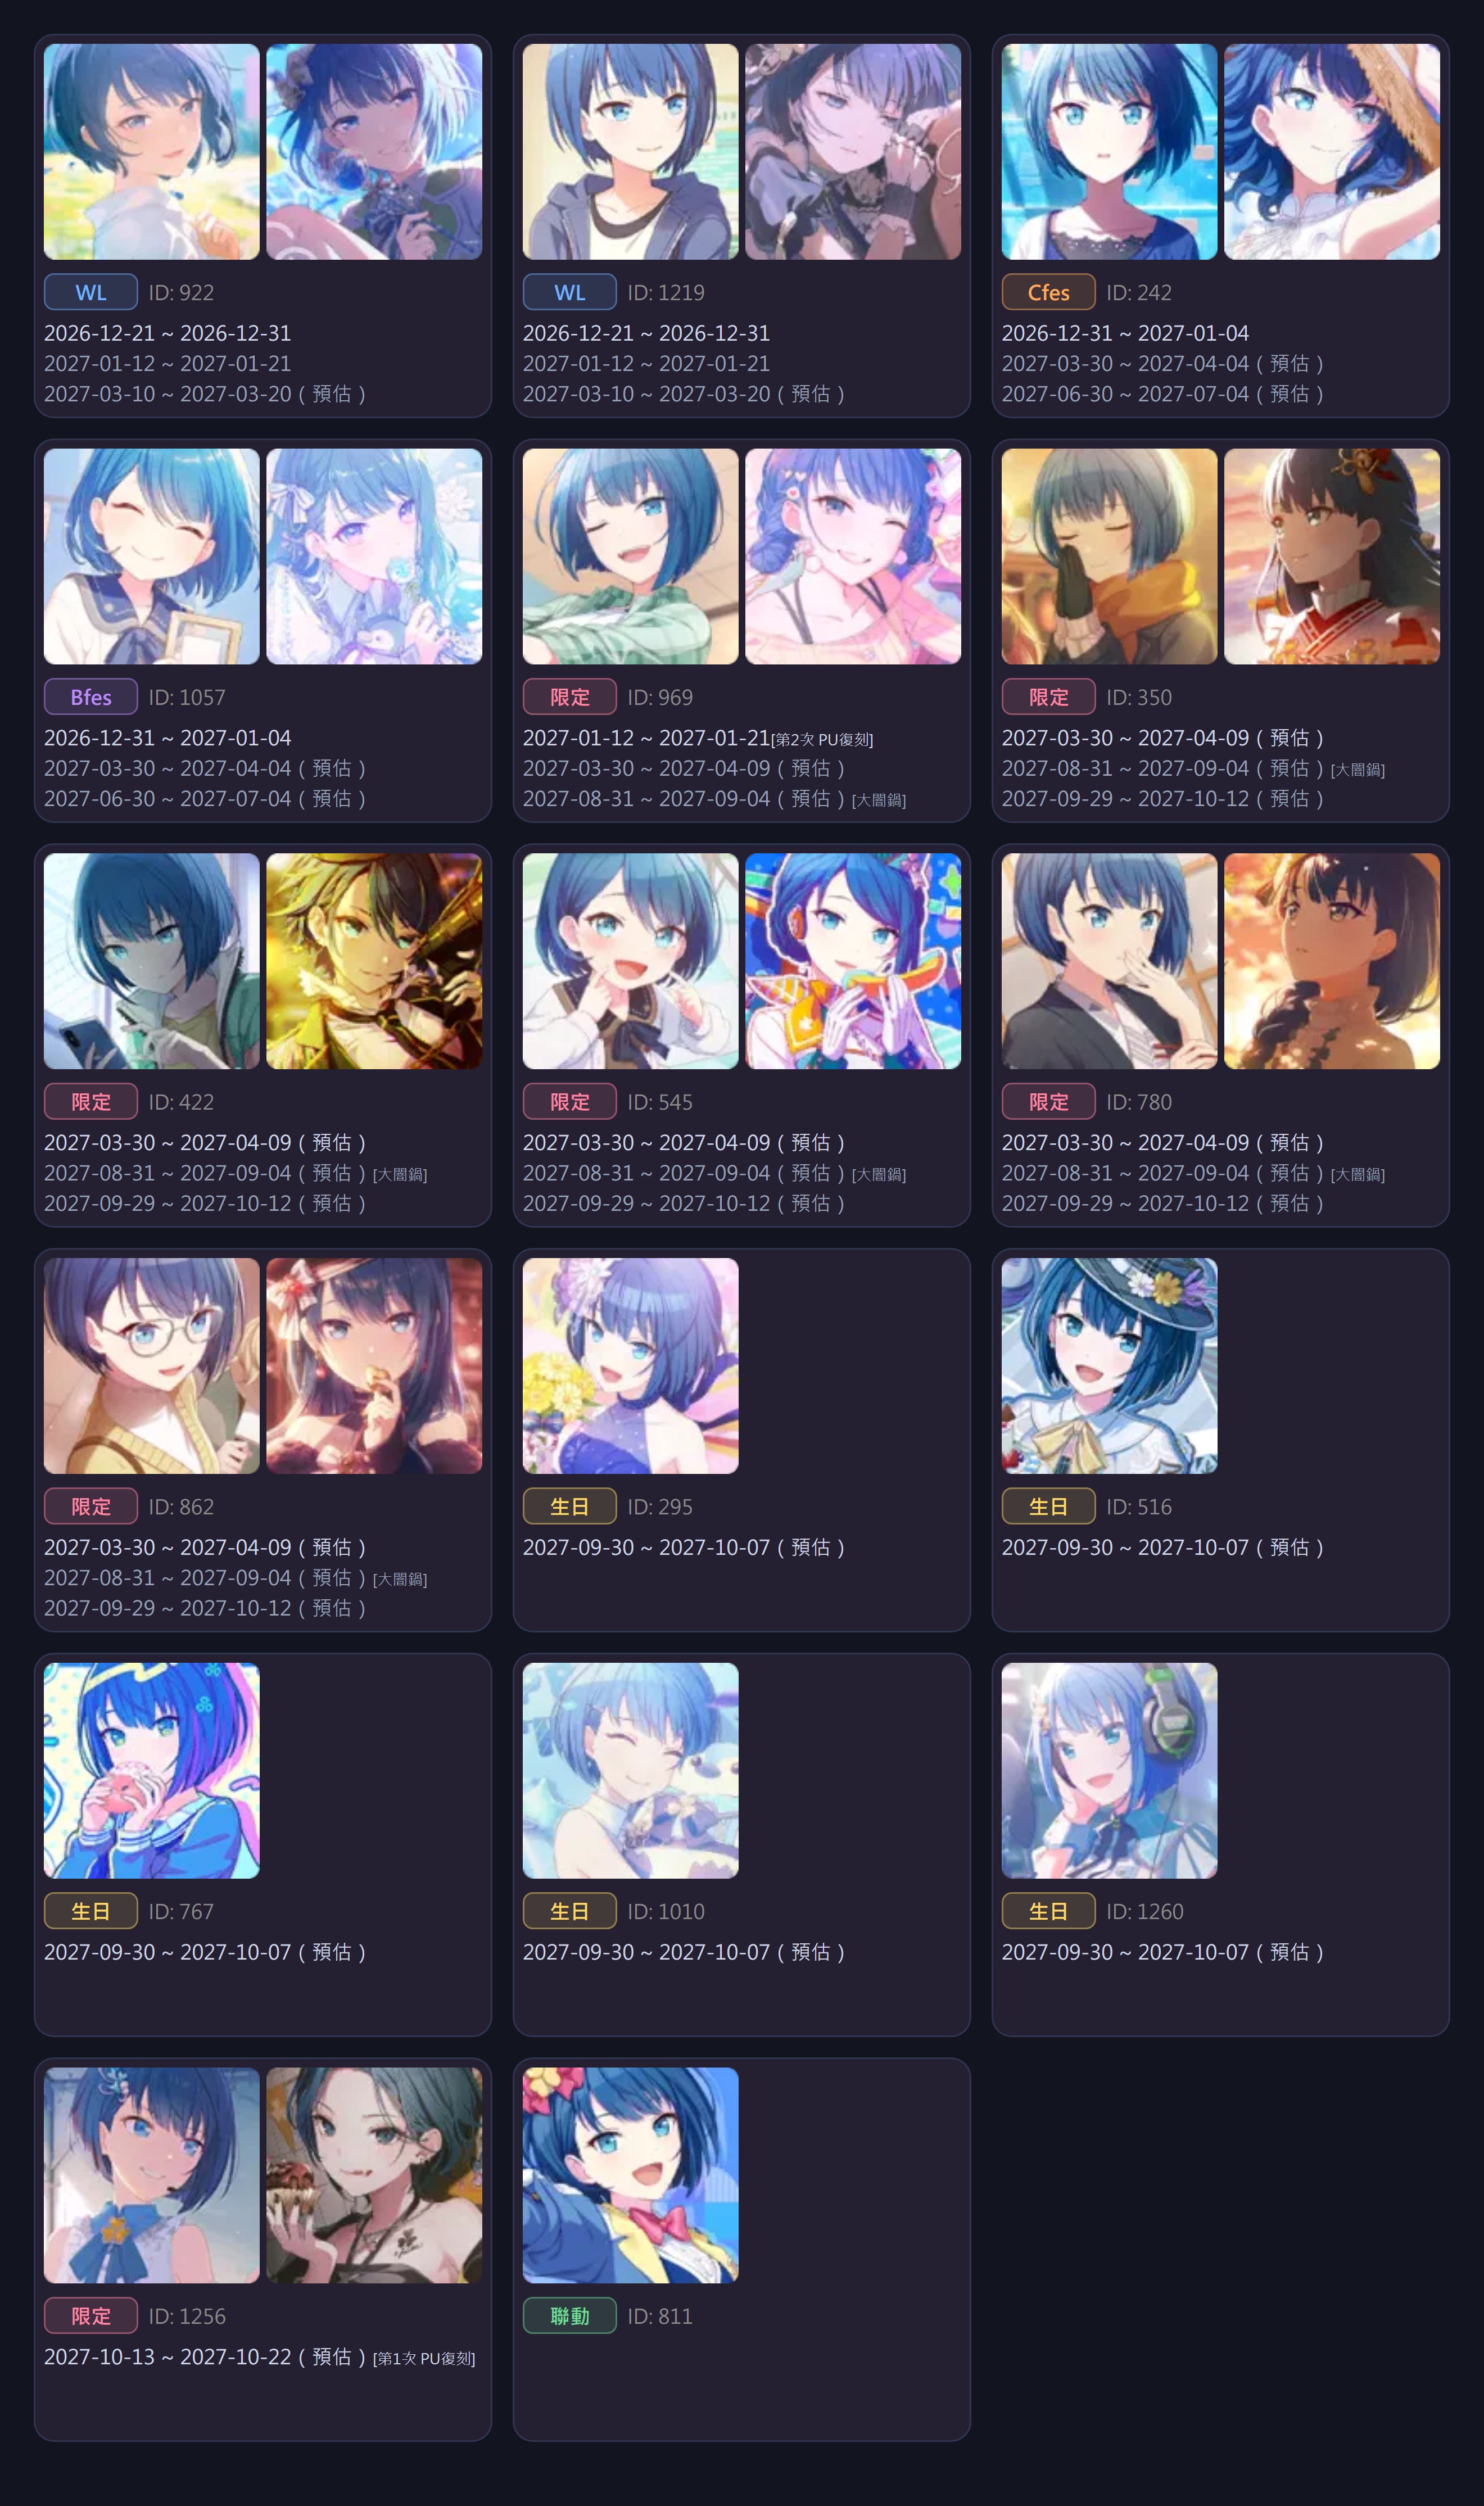 WL ID: 922
2026-12-21 ~ 2026-12-31
2027-01-12 ~ 2027-01-21
2027-03-10 ~ 2027-03-20 ( 預估 )
WL ID: 1219
2026-12-21 ~ 2026-12-31
2027-01-12 ~ 2027-01-21
2027-03-10 ~ 2027-03-20 ( 預估 )
Cfes ID: 242
2026-12-31 ~ 2027-01-04
2027-03-30 ~ 2027-04-04 ( 預估 )
2027-06-30 ~ 2027-07-04 ( 預估 )
Bfes ID: 1057
2026-12-31 ~ 2027-01-04
2027-03-30 ~ 2027-04-04 ( 預估 )
2027-06-30 ~ 2027-07-04 ( 預估 )
限定 ID: 969
2027-01-12 ~ 2027-01-21[第2次 PU復刻]
2027-03-30 ~ 2027-04-09 ( 預估 )
2027-08-31 ~ 2027-09-04 ( 預估 ) [大闇鍋]
限定 ID: 350
2027-03-30 ~ 2027-04-09 ( 預估 )
2027-08-31 ~ 2027-09-04 ( 預估 ) [大闇鍋]
2027-09-29 ~ 2027-10-12 ( 預估 )
限定 ID: 422
2027-03-30 ~ 2027-04-09 ( 預估 )
2027-08-31 ~ 2027-09-04 ( 預估 ) [大闇鍋]
2027-09-29 ~ 2027-10-12 ( 預估 )
限定 ID: 545
2027-03-30 ~ 2027-04-09 ( 預估 )
2027-08-31 ~ 2027-09-04 ( 預估 ) [大闇鍋]
2027-09-29 ~ 2027-10-12 ( 預估 )
限定 ID: 780
2027-03-30 ~ 2027-04-09 ( 預估 )
2027-08-31 ~ 2027-09-04 ( 預估 ) [大闇鍋]
2027-09-29 ~ 2027-10-12 ( 預估 )
限定 ID: 862
2027-03-30 ~ 2027-04-09 ( 預估 )
2027-08-31 ~ 2027-09-04 ( 預估 ) [大闇鍋]
2027-09-29 ~ 2027-10-12 ( 預估 )
生日 ID: 295
2027-09-30 ~ 2027-10-07 ( 預估 )
生日 ID: 516
2027-09-30 ~ 2027-10-07 ( 預估 )
生日 ID: 767
2027-09-30 ~ 2027-10-07 ( 預估 )
生日 ID: 1010
2027-09-30 ~ 2027-10-07 ( 預估 )
生日 ID: 1260
2027-09-30 ~ 2027-10-07 ( 預估 )
限定 ID: 1256
2027-10-13 ~ 2027-10-22 ( 預估 ) [第1次 PU復刻]
聯動 ID: 811